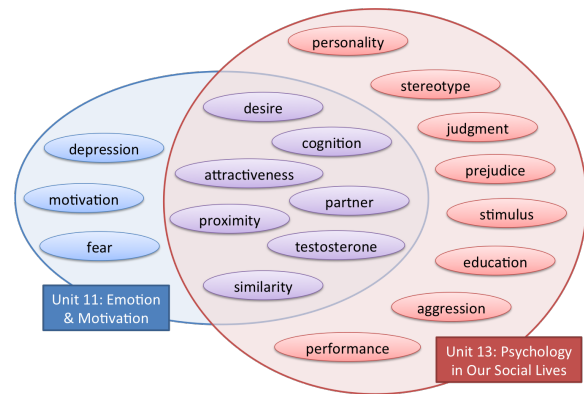 personality
stereotype
desire
judgment
cognition
depression
prejudice
attractiveness
motivation
partner
proximity
stimulus
fear
testosterone
education
similarity
Unit 11: Emotion
& Motivation
aggression
performance
Unit 13: Psychology
in Our Social Lives